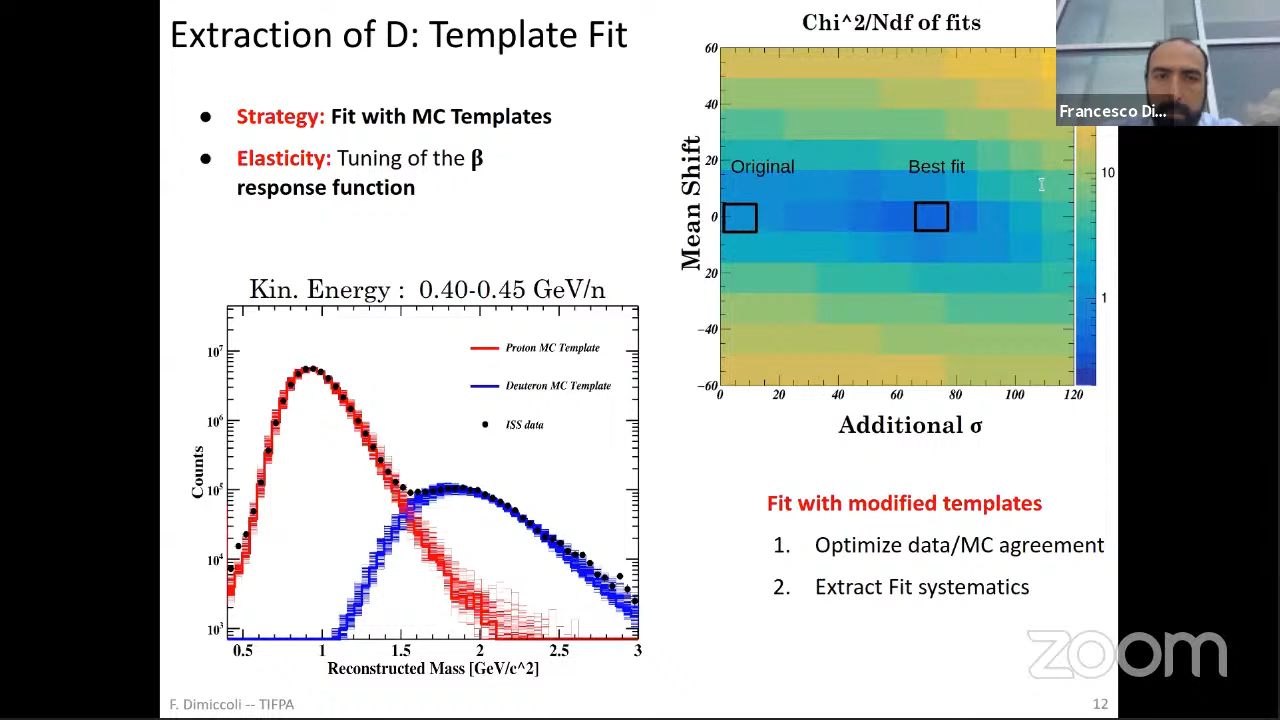 Extraction of D: Template Fit
● Strategy: Fit with MC Templates
● Elasticity: Tuning of the β
response function
Kin. Energy : 0.40-0.45 GeV/n
Proton MC Template
Deuteron MC Template
ISS data
Counts
10^7
10^6
10^5
10^4
10^3
0.5 1 1.5 2 2.5 3
Reconstructed Mass [GeV/c^2]
Chi^2/Ndf of fits
Mean Shift
60
40
20
0
20
−40
−60
Original Best fit
0 20 40 60 80 100 120
Additional σ
10
1
Francesco Di...
Fit with modified templates
1. Optimize data/MC agreement
2. Extract Fit systematics
zoom
F. Dimiccoli -- TIFPA
12